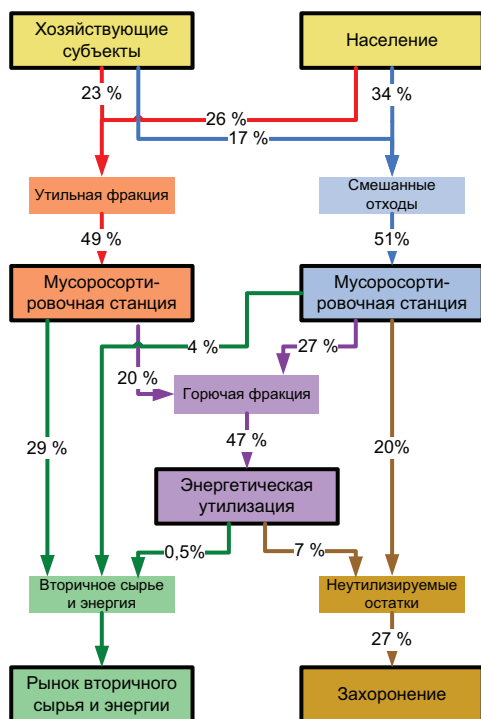 Хозяйствующие
субъекты
Население
23 %
34 %
26 %
17 %
Утильная фракция
Смешанные
отходы
49 %
51%
Мусоросорти-
ровочная станция
Мусоросорти-
ровочная станция
4 %
27 %
20 %
Горючая фракция
29 %
47 %
20%
Энергетическая
утилизация
0,5%
7 %
Вторичное сырье
и энергия
Неутилизируемые
остатки
27 %
Рынок вторичного
сырья и энергии
Захоронение